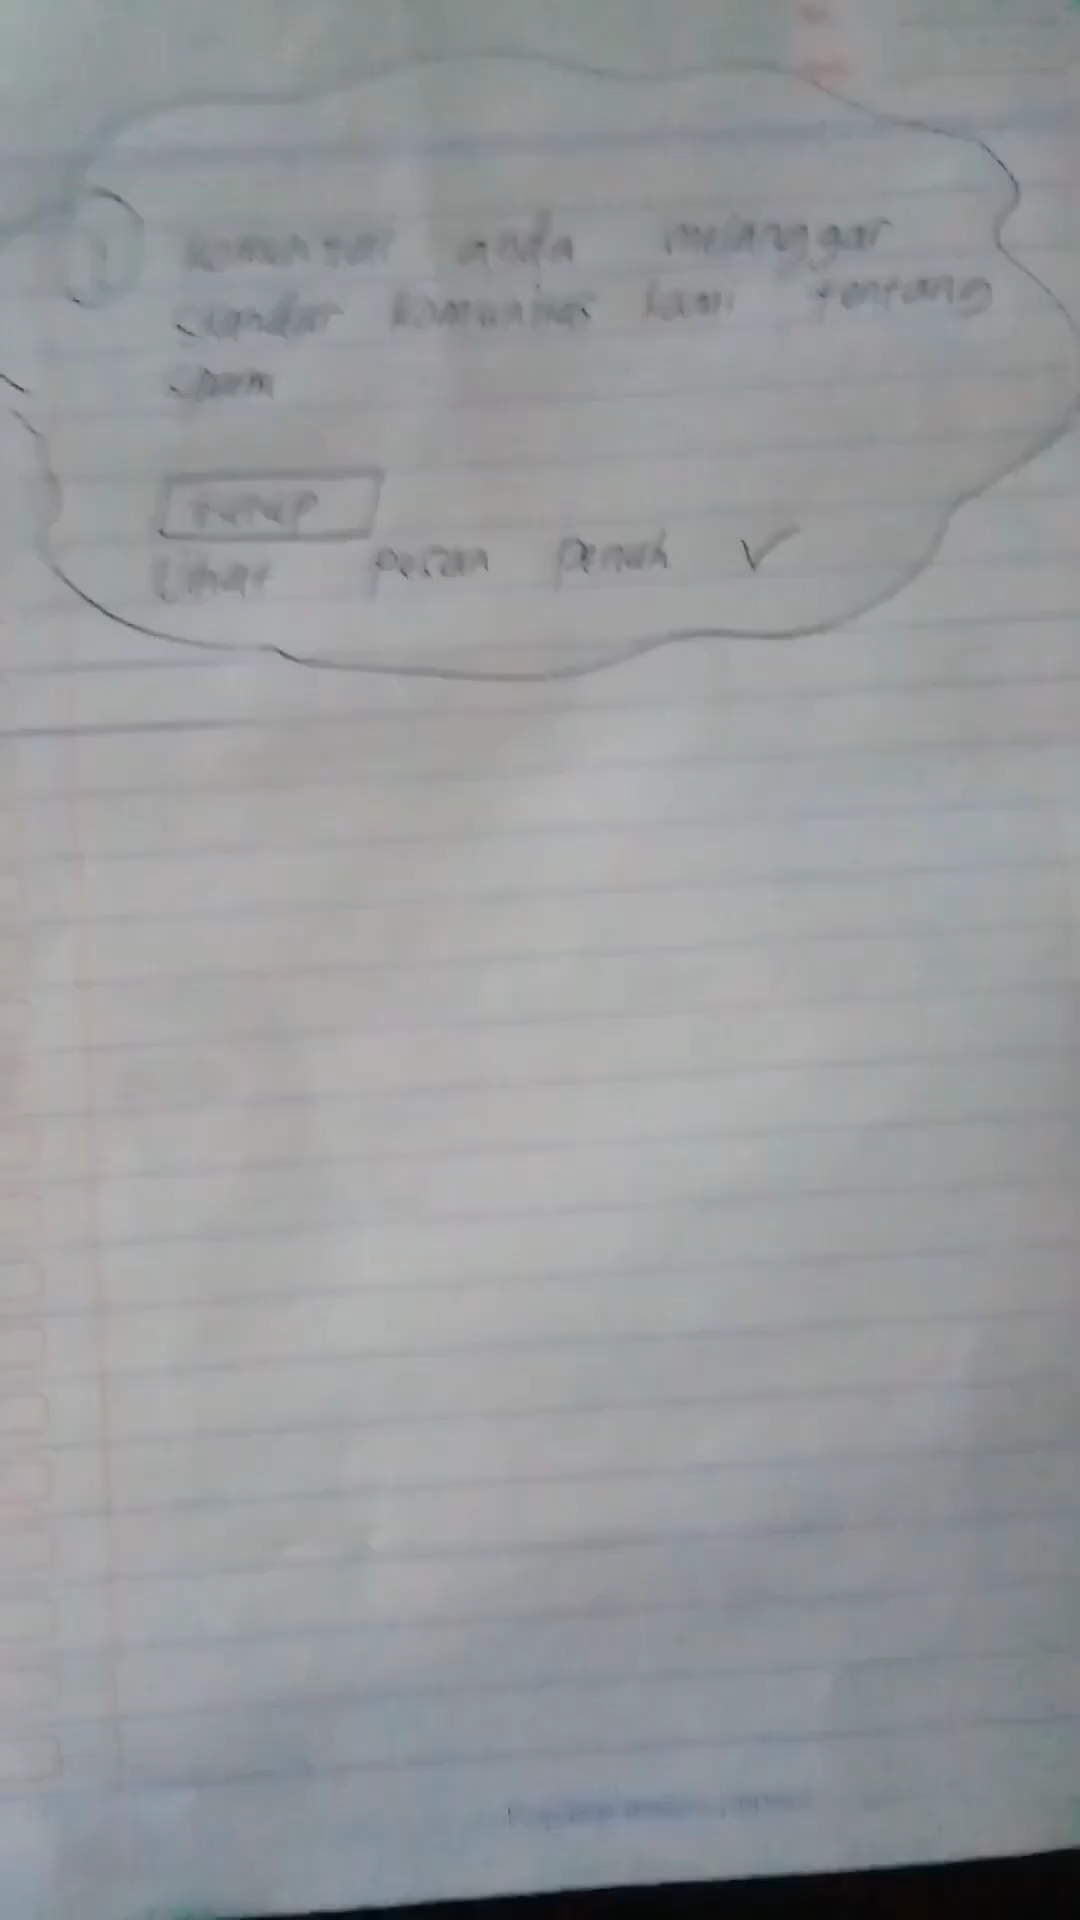 komentar anda melanggar
standar komunitas kami tentang
spam
tutup
Lihat pesan penuh